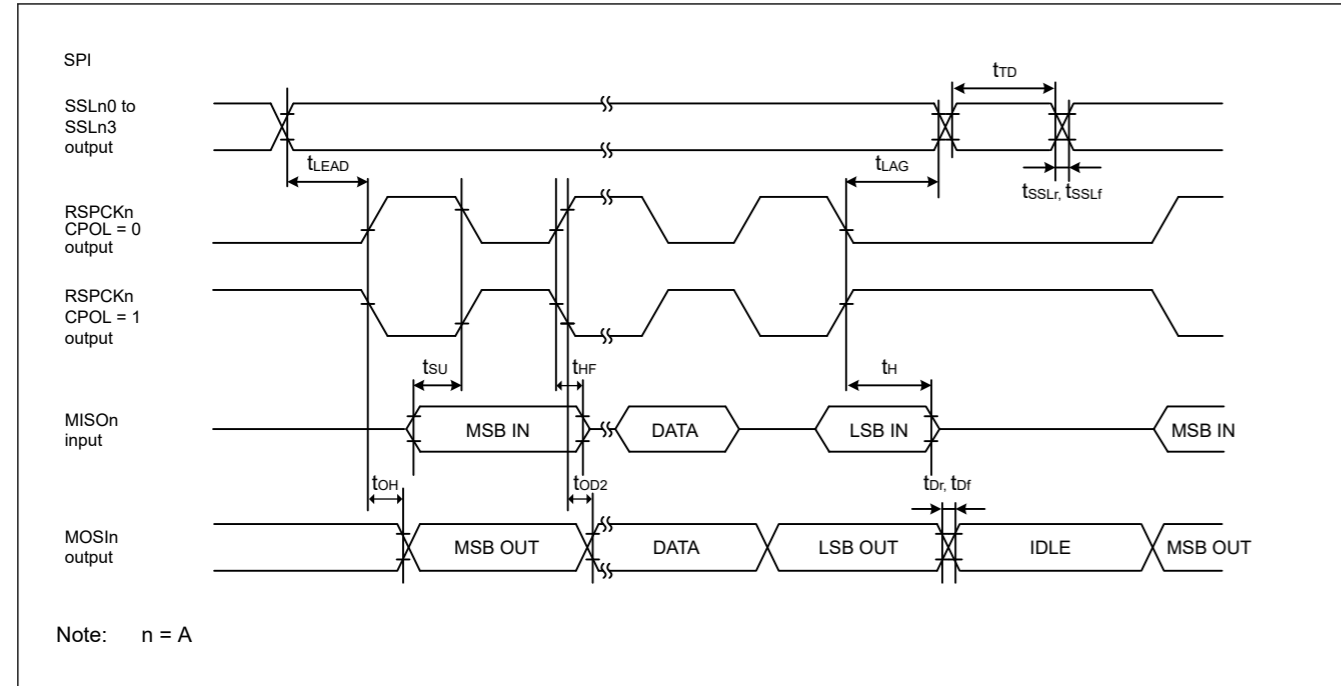 SPI
tTD
SSLn0 to
SSLn3
output
tLEAD
tLAG
tSSLr, tSSLf
RSPCKn
CPOL = 0
output
RSPCKn
CPOL = 1
output
tSU
tHF
tH
MISOn
input
MSB IN
DATA
LSB IN
MSB IN
tOH
tOD2
tDr, tDf
MOSIn
output
MSB OUT
DATA
LSB OUT
IDLE
MSB OUT
Note: n = A